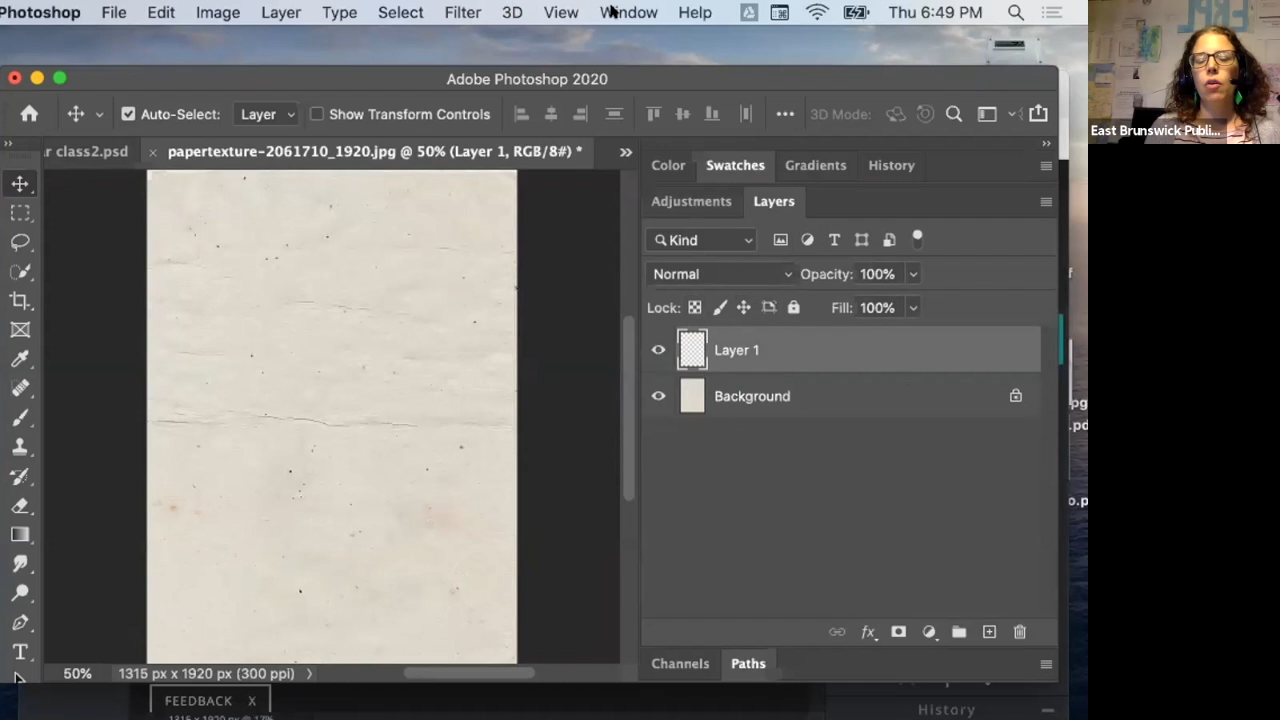 Photoshop File Edit Image Layer Type Select Filter 3D View Window Help Thu 6:49 PM
East Brunswick Publi...
Adobe Photoshop 2020
Auto-Select: Layer Show Transform Controls 3D Mode:
r class2.psd × papertexture-2061710_1920.jpg @ 50% (Layer 1, RGB/8#) *
Color Swatches Gradients History
Adjustments Layers
Kind
Normal Opacity: 100%
Lock: Fill: 100%
Layer 1
Background
pg
.pd
o.p
50% 1315 px x 1920 px (300 ppi)
Channels Paths
FEEDBACK X
History